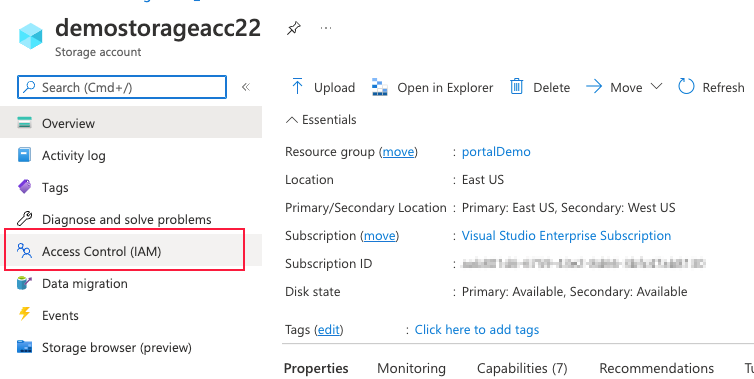 demostorageacc22
Storage account
Search (Cmd+/)
Overview
Activity log
Tags
Diagnose and solve problems
Access Control (IAM)
Data migration
Events
Storage browser (preview)
Upload Open in Explorer Delete Move Refresh
Essentials
Resource group (move) : portalDemo
Location : East US
Primary/Secondary Location : Primary: East US, Secondary: West US
Subscription (move) : Visual Studio Enterprise Subscription
Subscription ID :
Disk state : Primary: Available, Secondary: Available
Tags (edit) : Click here to add tags
Properties Monitoring Capabilities (7) Recommendations